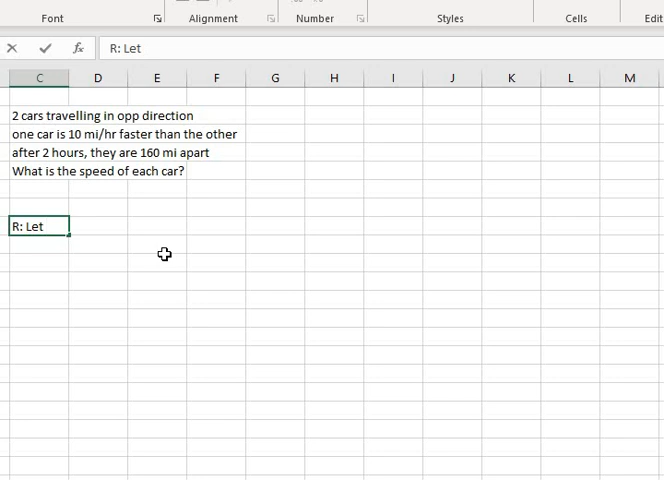 Font Alignment Number Styles Cells Edit
fx R: Let
C D E F G H I J K L M
2 cars travelling in opp direction
one car is 10 mi/hr faster than the other
after 2 hours, they are 160 mi apart
What is the speed of each car?
R: Let